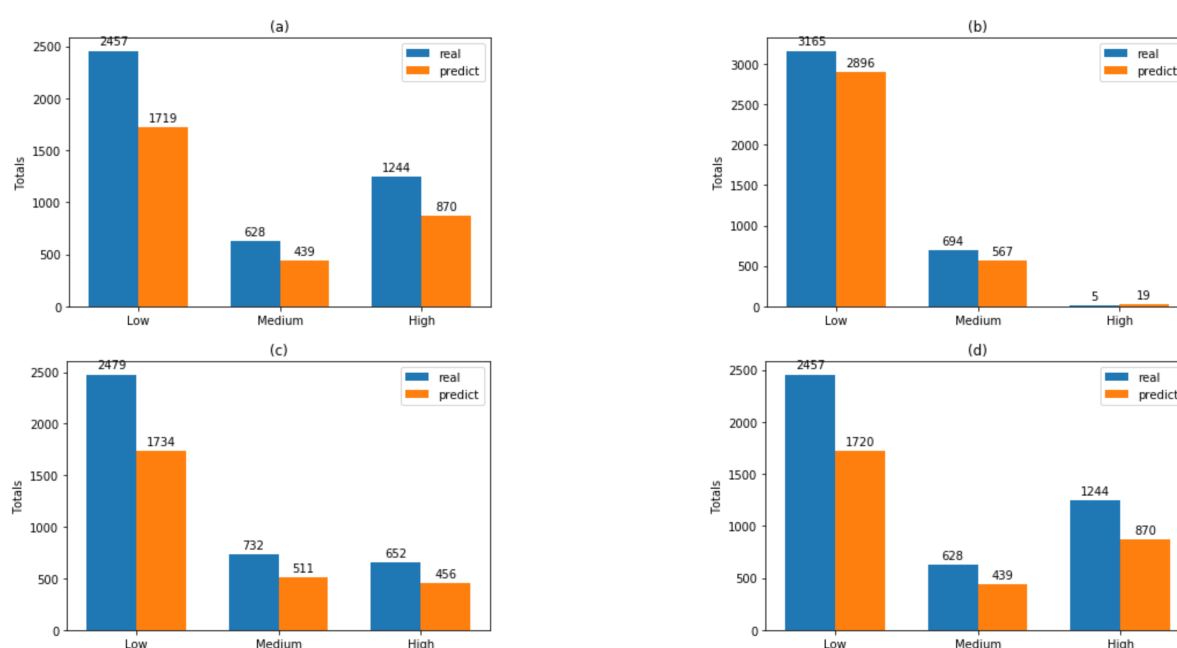 (a)
2500
2000
1500
1000
500
0
Totals
2457
1719
628
439
1244
870
real
predict
Low
Medium
High
(b)
3000
2500
2000
1500
1000
500
0
Totals
3165
2896
694
567
5
19
real
predict
Low
Medium
High
(c)
2500
2000
1500
1000
500
0
Totals
2479
1734
732
511
652
456
real
predict
Low
Medium
High
(d)
2500
2000
1500
1000
500
0
Totals
2457
1720
628
439
1244
870
real
predict
Low
Medium
High